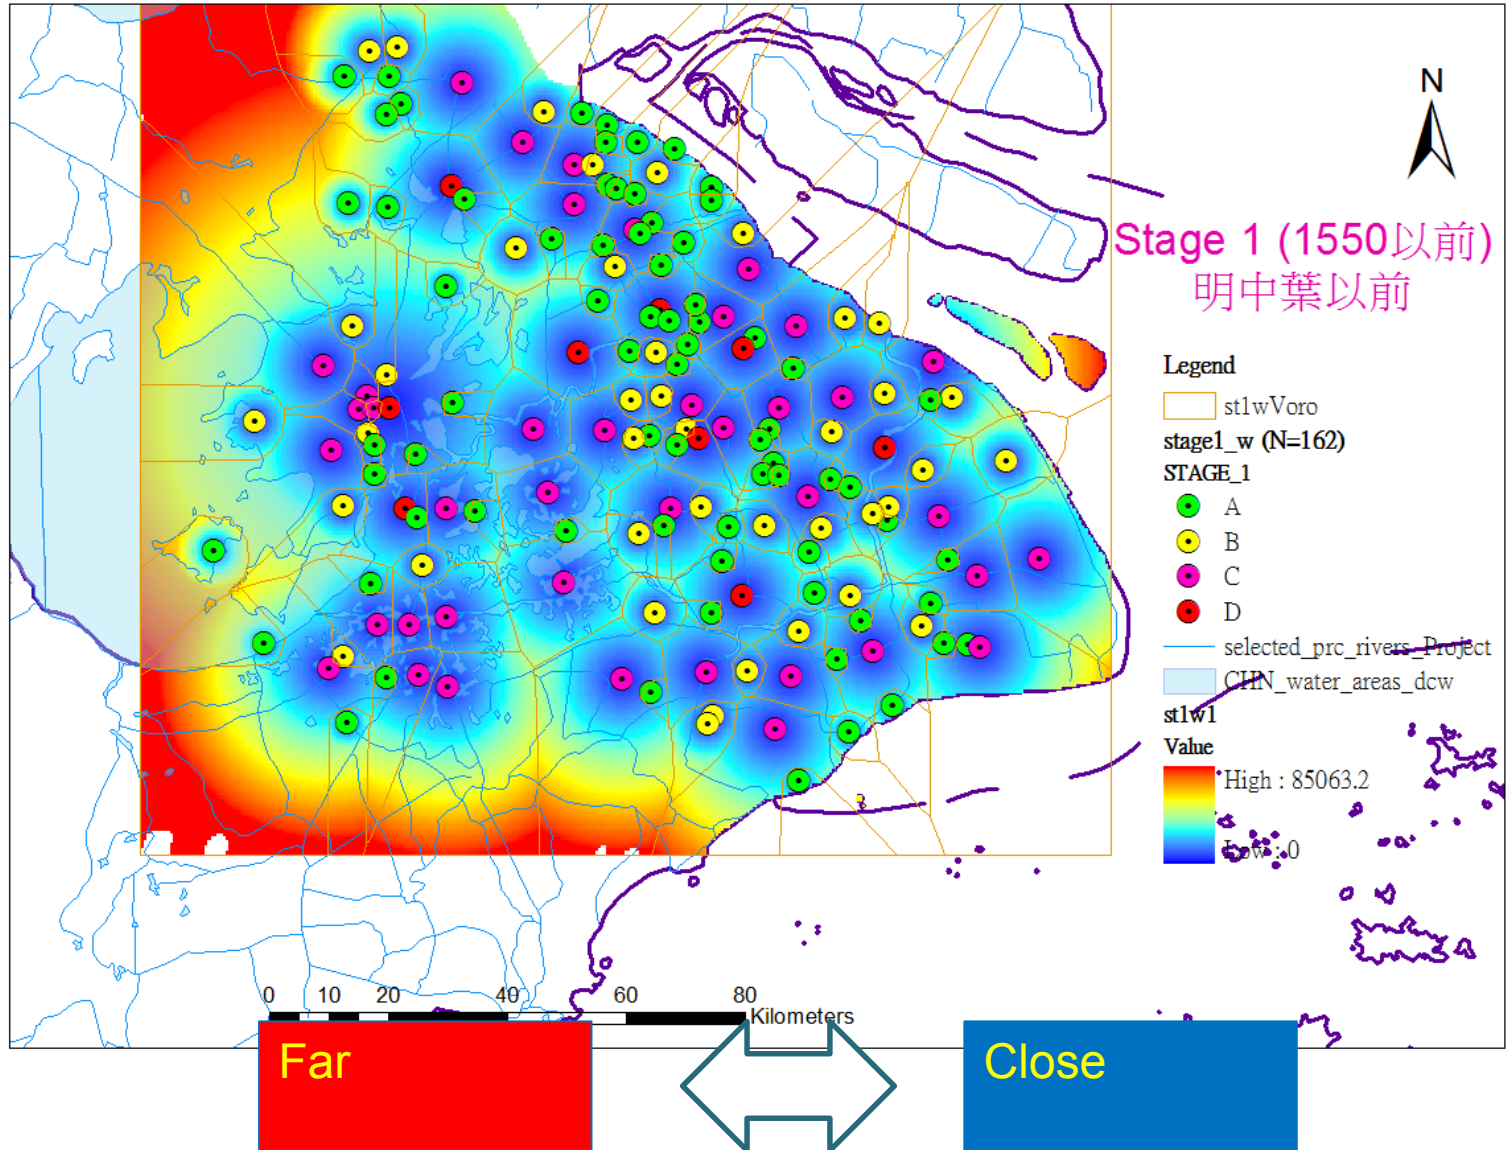 N
Stage 1 (1550以前)
明中葉以前
Legend
st1wVoro
stage1_w (N=162)
STAGE_1
A
B
C
D
selected_prc_rivers_Project
CHN_water_areas_dcw
st1w1
Value
High : 85063.2
Low : 0
0 10 20 40 60 80
Kilometers
Far
Close